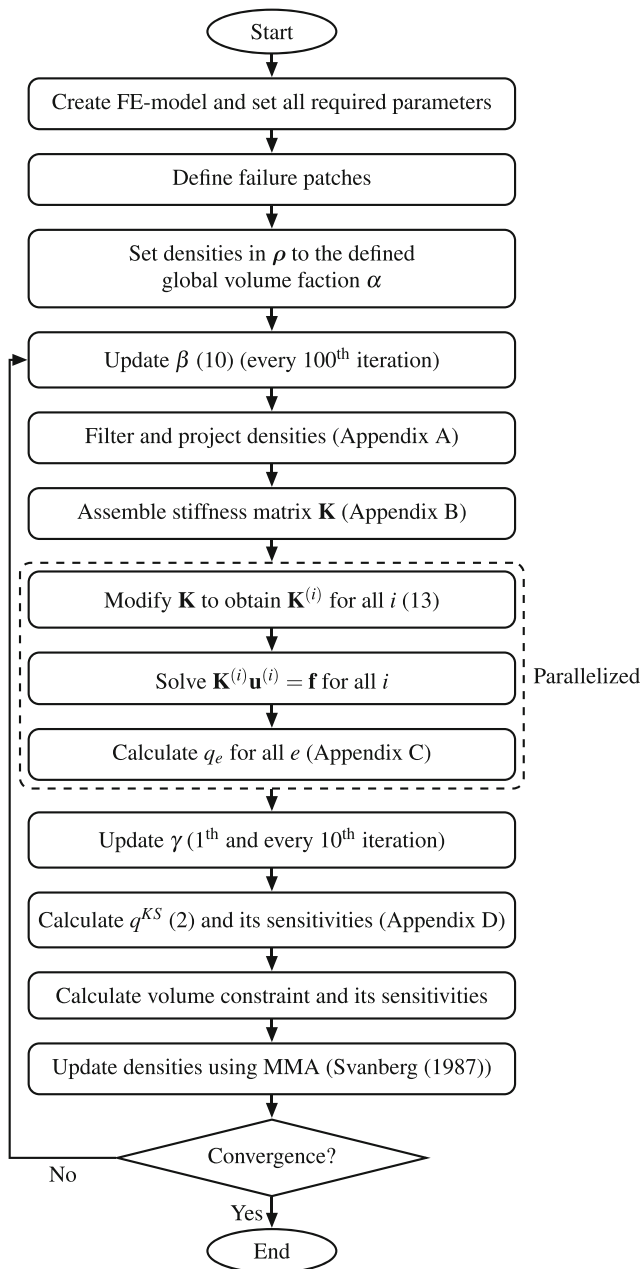 Start
Create FE-model and set all required parameters
Define failure patches
Set densities in ρ to the defined
global volume faction α
Update β (10) (every 100th iteration)
Filter and project densities (Appendix A)
Assemble stiffness matrix K (Appendix B)
Modify K to obtain K(i) for all i (13)
Solve K(i)u(i) = f for all i
Parallelized
Calculate qe for all e (Appendix C)
Update γ (1th and every 10th iteration)
Calculate qKS (2) and its sensitivities (Appendix D)
Calculate volume constraint and its sensitivities
Update densities using MMA (Svanberg (1987))
Convergence?
No
Yes
End